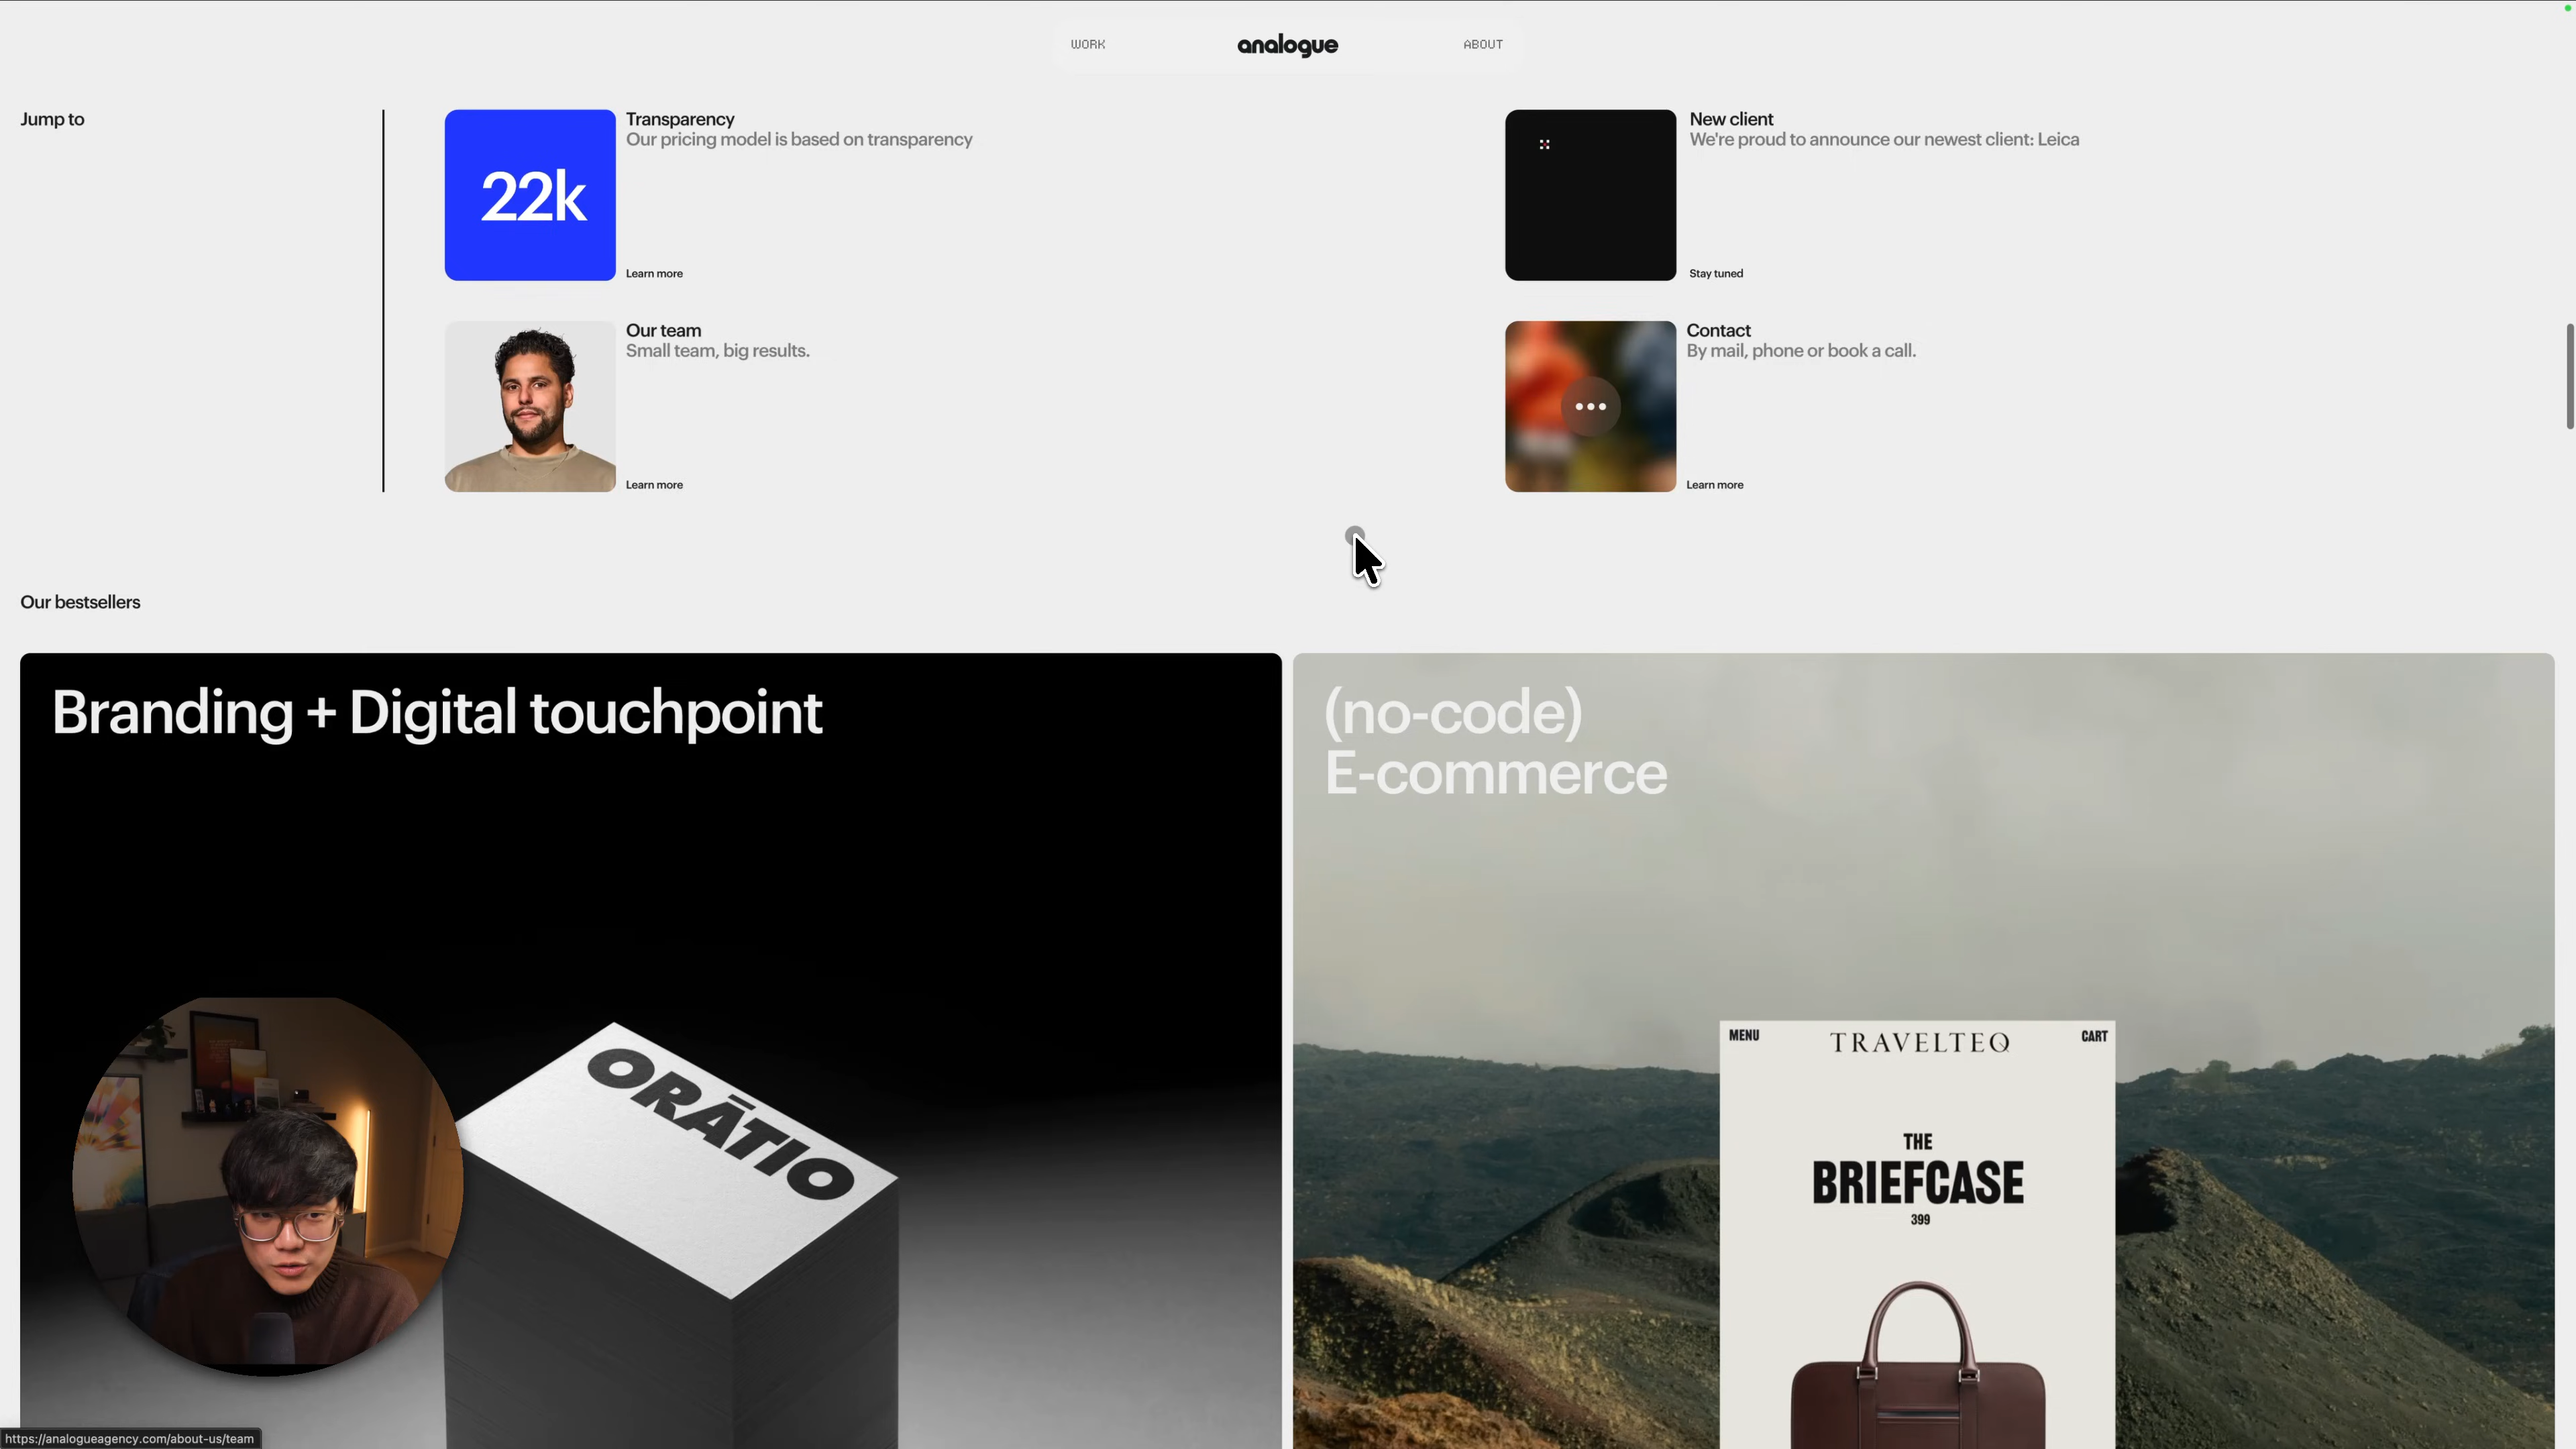 WORK
analogue
ABOUT
Jump to
22k
Transparency
Our pricing model is based on transparency
Learn more
New client
We're proud to announce our newest client: Leica
Stay tuned
Our team
Small team, big results.
Learn more
Contact
By mail, phone or book a call.
Learn more
Our bestsellers
Branding + Digital touchpoint
ORĀTIO
(no-code)
E-commerce
MENU
TRAVELTEQ
CART
THE
BRIEFCASE
399
https://analogueagency.com/about-us/team